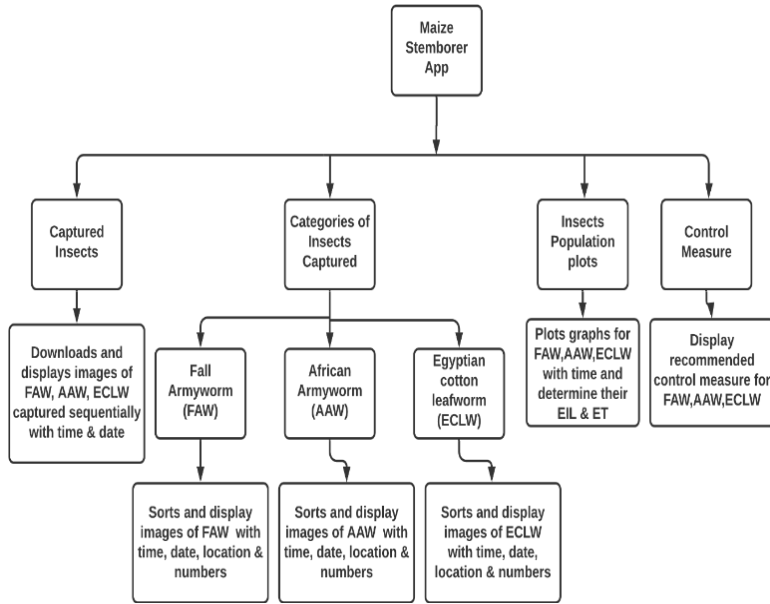 Maize
Stemborer
App
Captured
Insects
Categories of
Insects
Captured
Insects
Population
plots
Control
Measure
Downloads and
displays images of
FAW, AAW, ECLW
captured sequentially
with time & date
Fall
Armyworm
(FAW)
African
Armyworm
(AAW)
Egyptian
cotton
leafworm
(ECLW)
Plots graphs for
FAW,AAW,ECLW
with time and
determine their
EIL & ET
Display
recommended
control measure for
FAW,AAW,ECLW
Sorts and display
images of FAW with
time, date, location &
numbers
Sorts and display
images of AAW with
time, date, location &
numbers
Sorts and display
images of ECLW
with time, date,
location & numbers